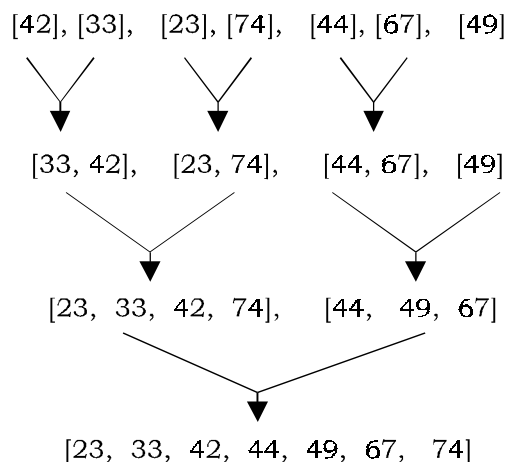 [42], [33], [23], [74], [44], [67], [49]
[33, 42], [23, 74], [44, 67], [49]
[23, 33, 42, 74], [44, 49, 67]
[23, 33, 42, 44, 49, 67, 74]